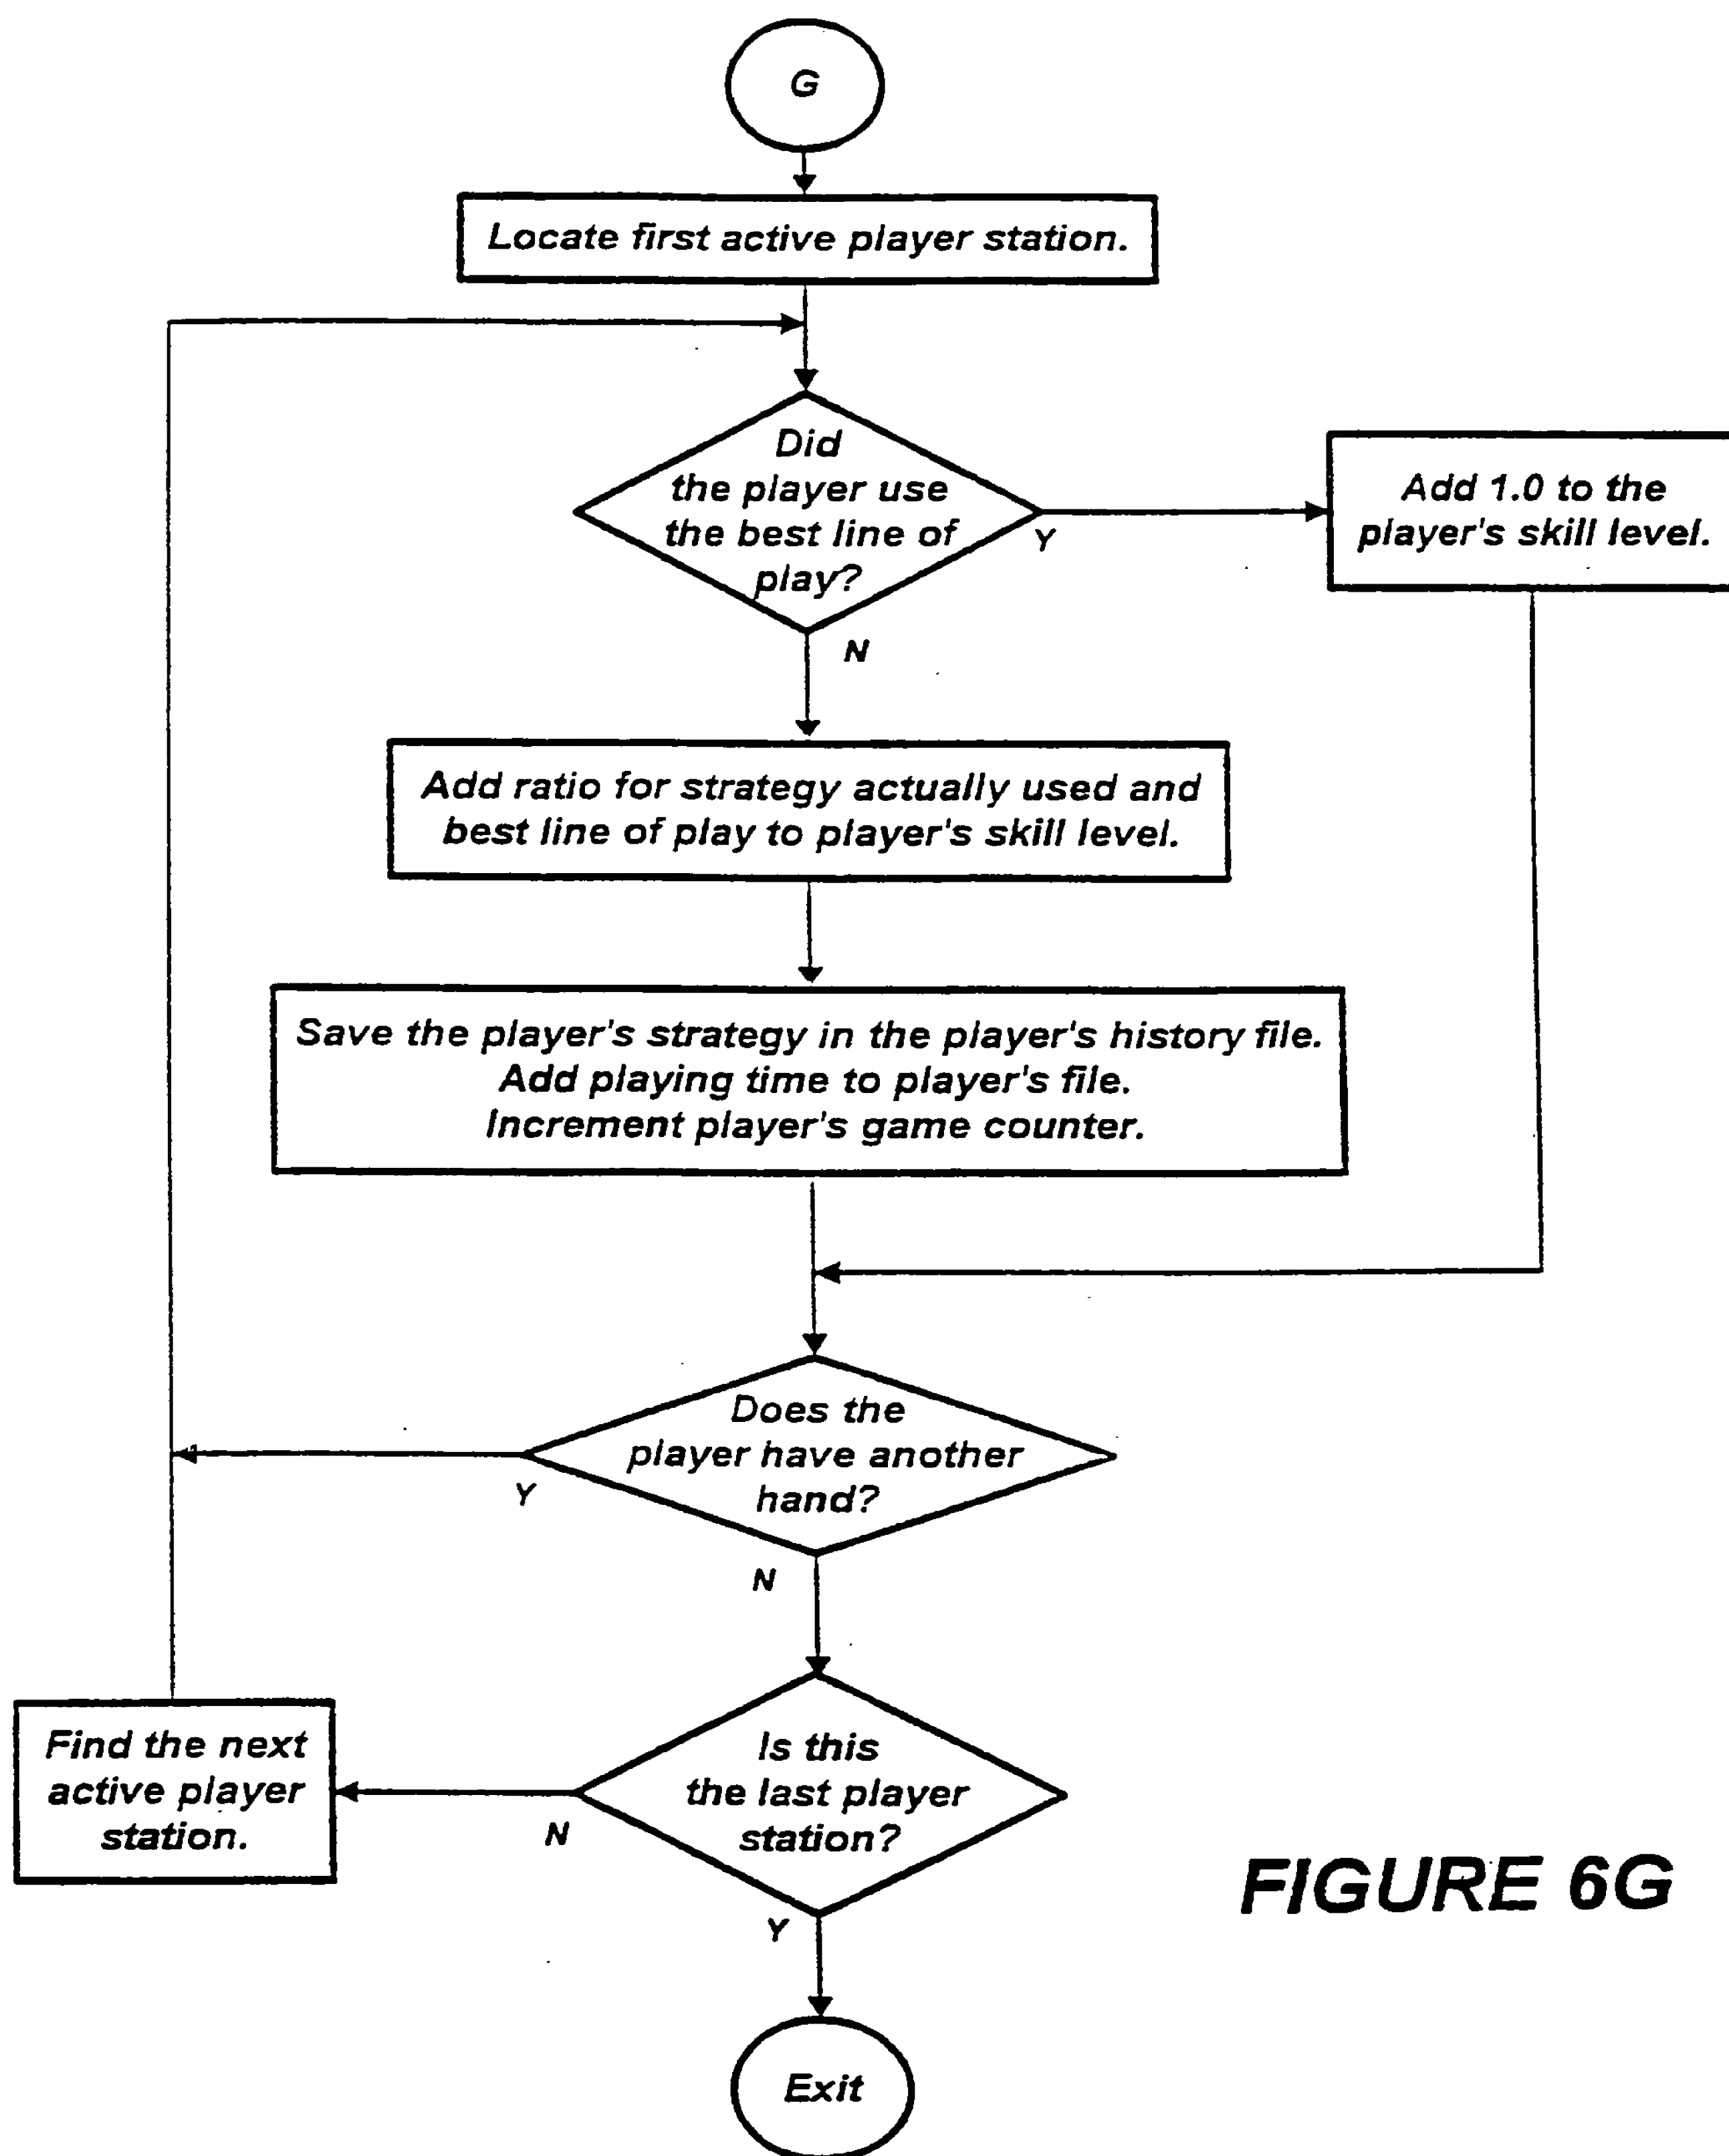 G
Locate first active player station.
Did
the player use
the best line of
play?
Y
Add 1.0 to the
player's skill level.
N
Add ratio for strategy actually used and
best line of play to player's skill level.
Save the player's strategy in the player's history file.
Add playing time to player's file.
Increment player's game counter.
Does the
player have another
hand?
Y
N
Is this
the last player
station?
N
Find the next
active player
station.
Y
Exit
FIGURE 6G